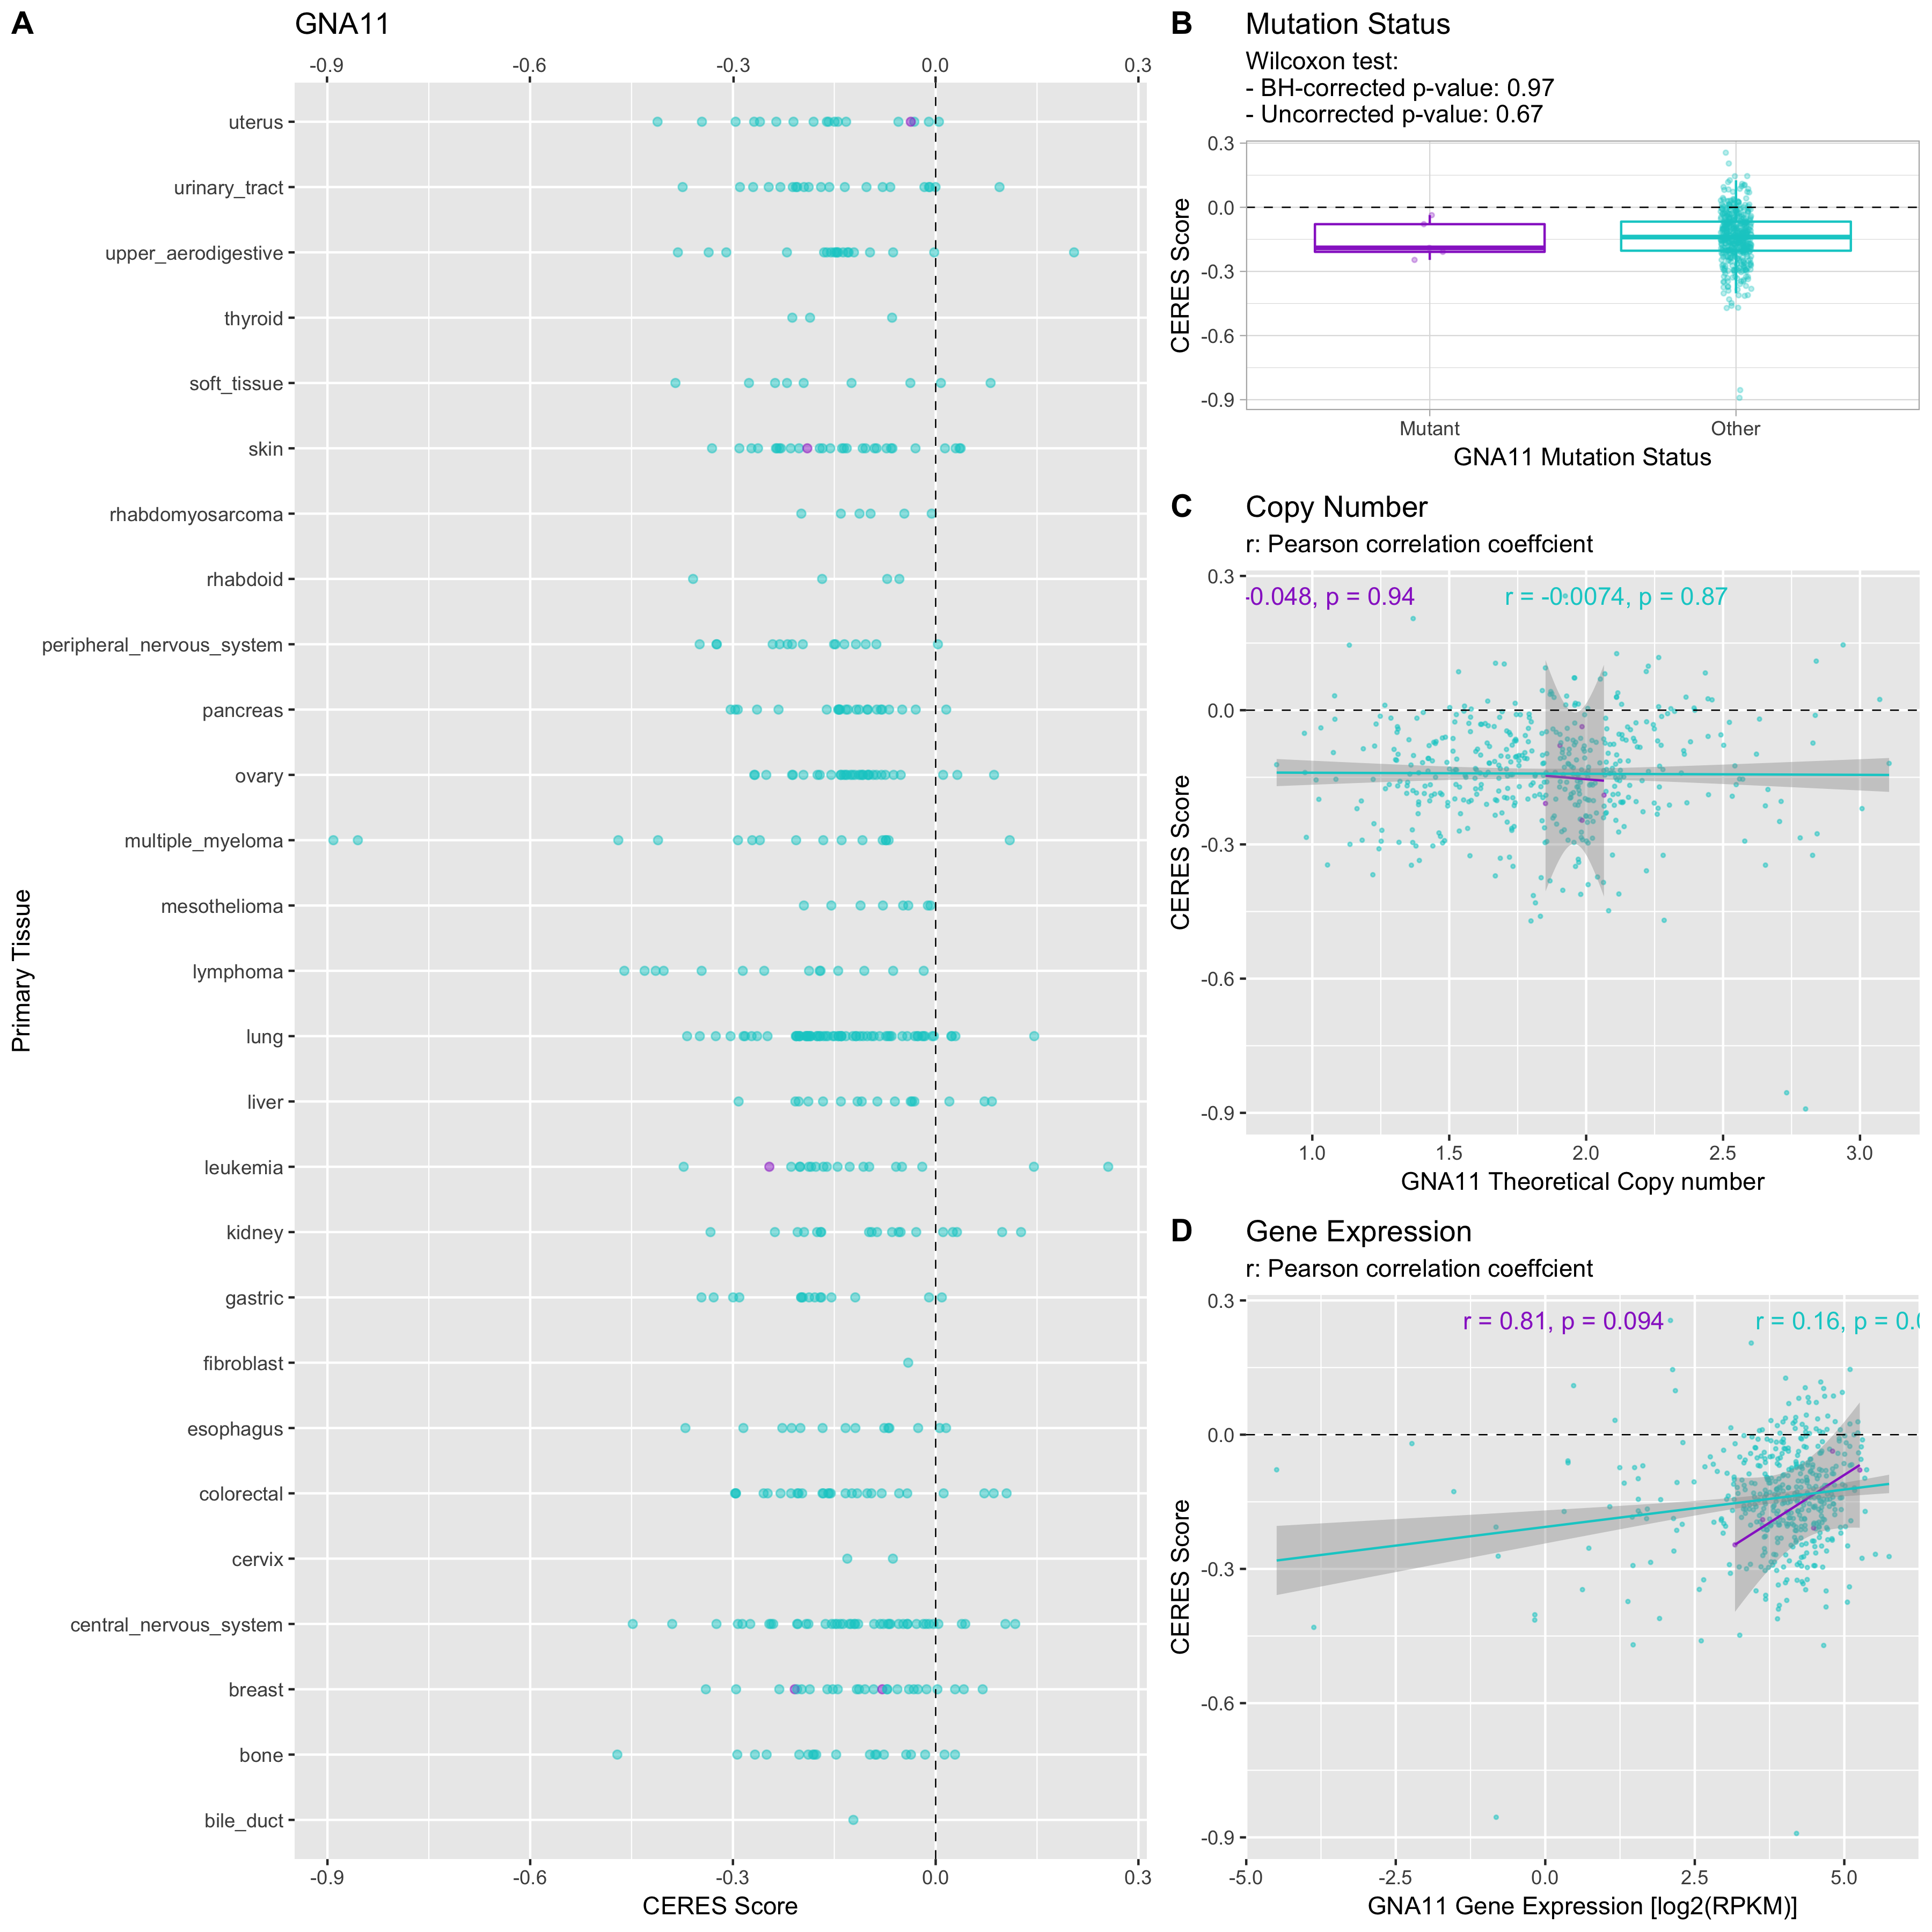 A
GNA11
-0.9 -0.6 -0.3 0.0 0.3
uterus
urinary_tract
upper_aerodigestive
thyroid
soft_tissue
skin
rhabdomyosarcoma
rhabdoid
peripheral_nervous_system
pancreas
ovary
multiple_myeloma
mesothelioma
lymphoma
lung
liver
leukemia
kidney
gastric
fibroblast
esophagus
colorectal
cervix
central_nervous_system
breast
bone
bile_duct
Primary Tissue
-0.9 -0.6 -0.3 0.0 0.3
CERES Score
B
Mutation Status
Wilcoxon test:
- BH-corrected p-value: 0.97
- Uncorrected p-value: 0.67
0.3
0.0
-0.3
-0.6
-0.9
CERES Score
Mutant Other
GNA11 Mutation Status
C
Copy Number
r: Pearson correlation coeffcient
-0.048, p = 0.94 r = -0.0074, p = 0.87
0.3
0.0
-0.3
-0.6
-0.9
CERES Score
1.0 1.5 2.0 2.5 3.0
GNA11 Theoretical Copy number
D
Gene Expression
r: Pearson correlation coeffcient
r = 0.81, p = 0.094 r = 0.16, p = 0.0
0.3
0.0
-0.3
-0.6
-0.9
CERES Score
-5.0 -2.5 0.0 2.5 5.0
GNA11 Gene Expression [log2(RPKM)]